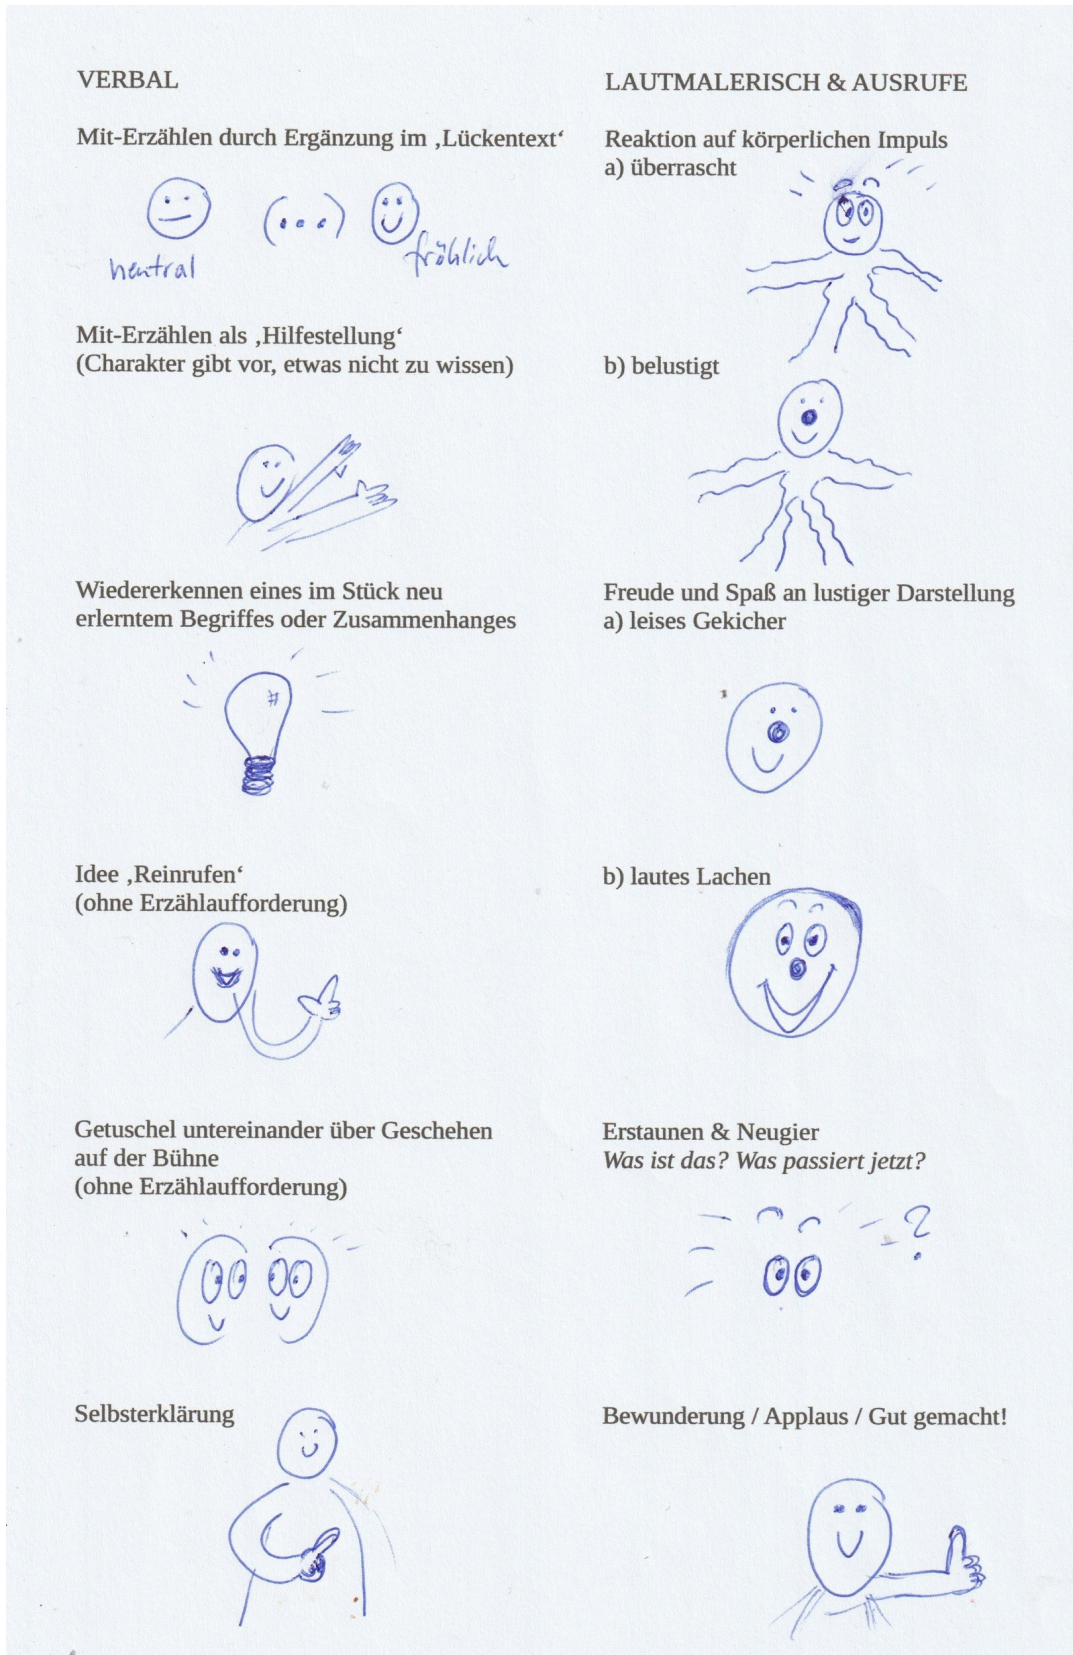 VERBAL
Mit-Erzählen durch Ergänzung im ‚Lückentext‘
(...)
neutral
fröhlich
Mit-Erzählen als ‚Hilfestellung‘
(Charakter gibt vor, etwas nicht zu wissen)
Wiedererkennen eines im Stück neu
erlerntem Begriffes oder Zusammenhanges
Idee ‚Reinrufen‘
(ohne Erzählaufforderung)
Getuschel untereinander über Geschehen
auf der Bühne
(ohne Erzählaufforderung)
Selbsterklärung
LAUTMALERISCH & AUSRUFE
Reaktion auf körperlichen Impuls
a) überrascht
b) belustigt
Freude und Spaß an lustiger Darstellung
a) leises Gekicher
b) lautes Lachen
Erstaunen & Neugier
Was ist das? Was passiert jetzt?
?
Bewunderung / Applaus / Gut gemacht!